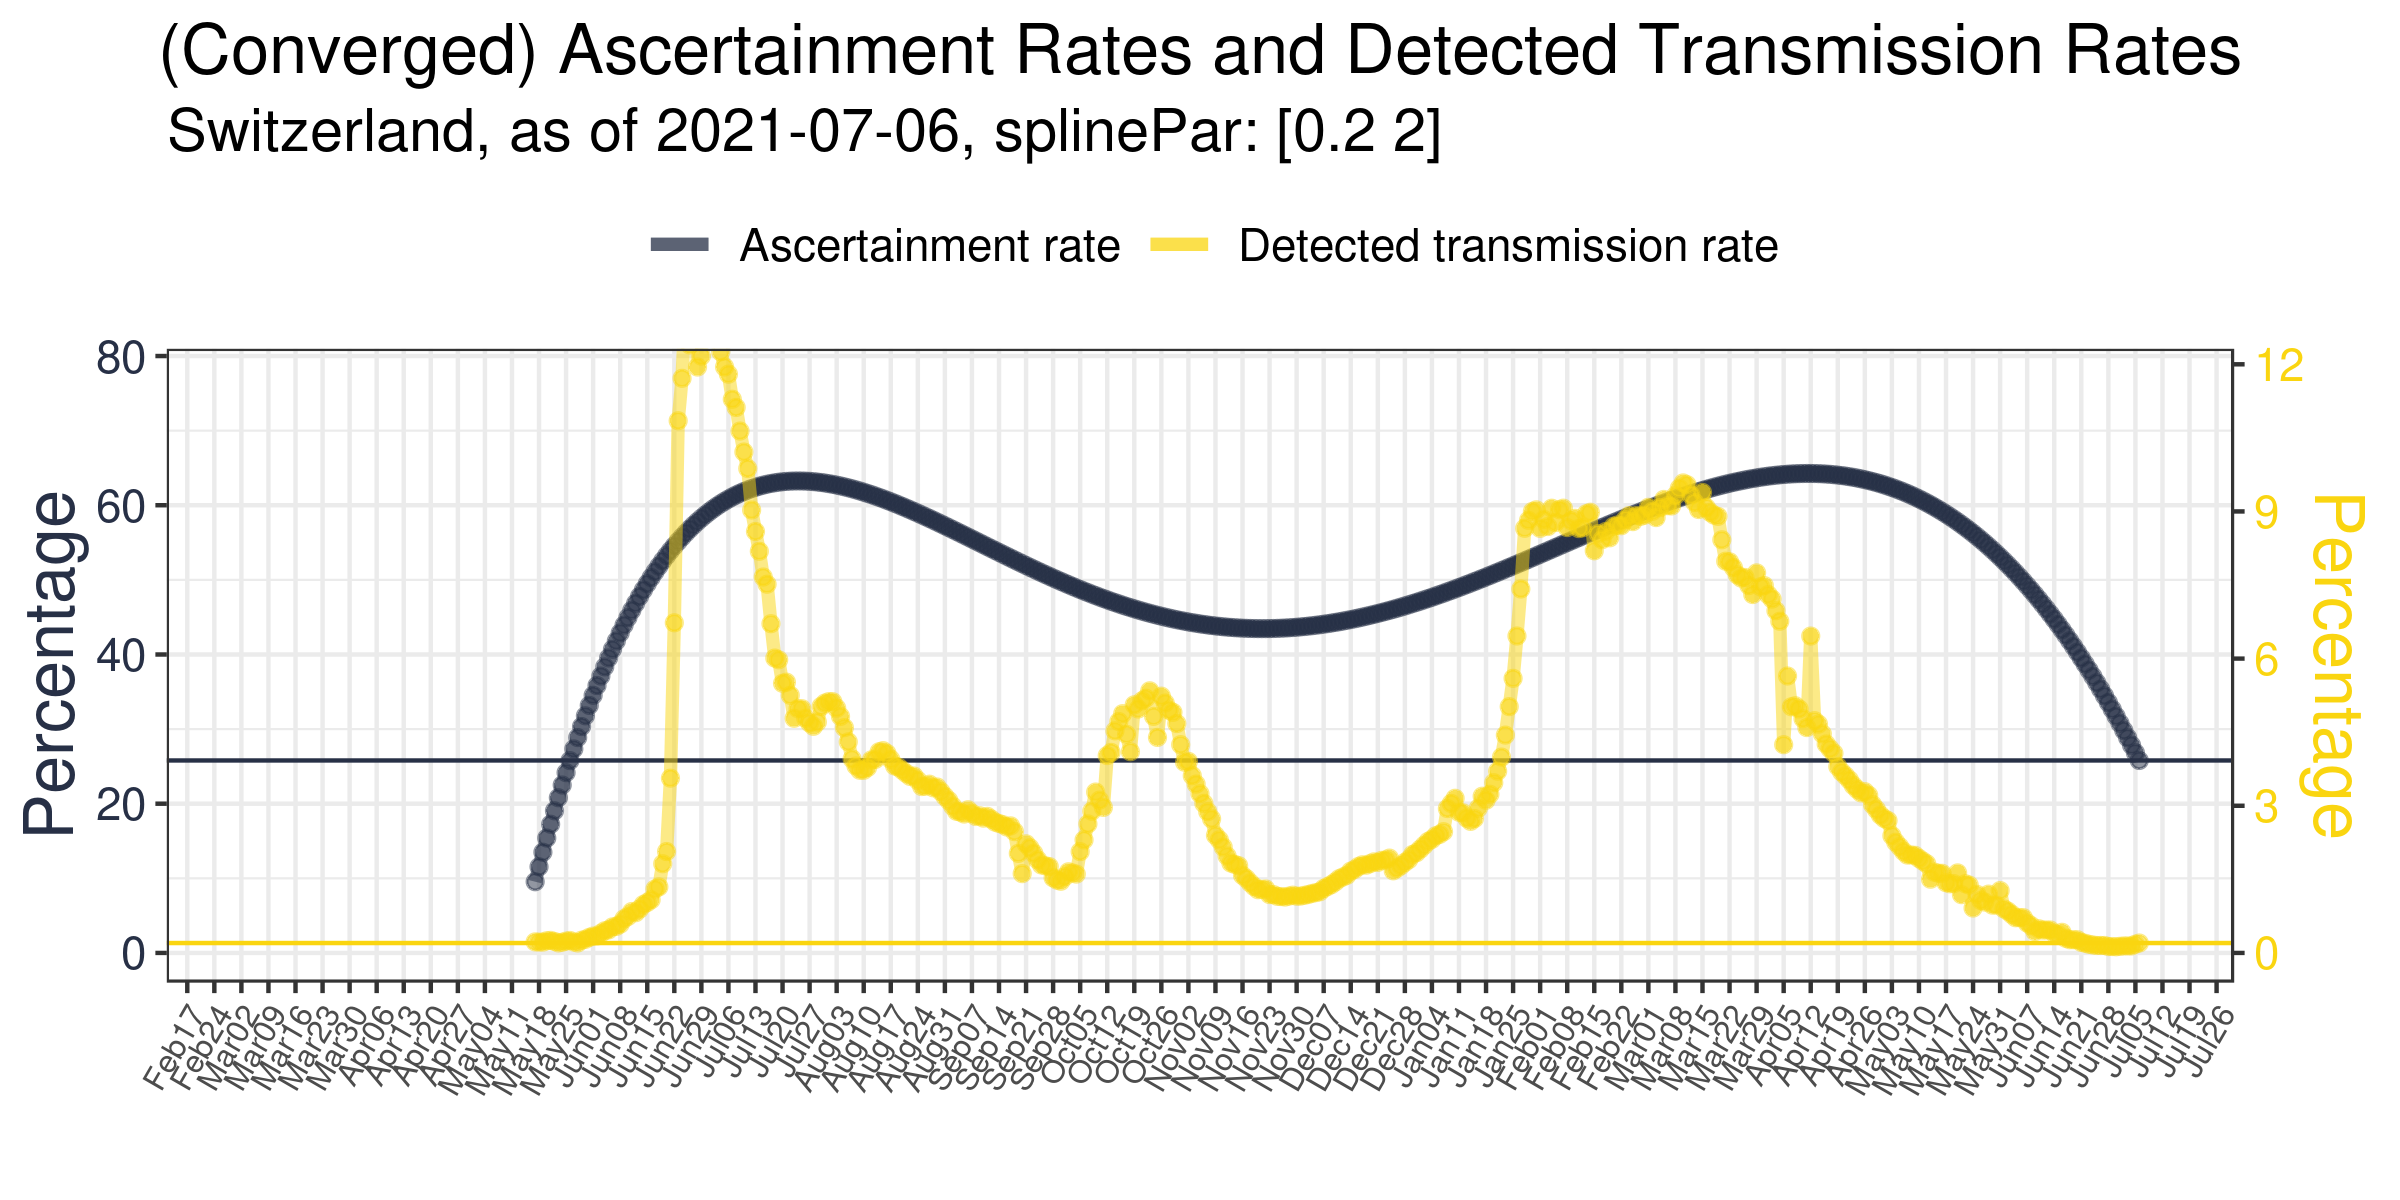 (Converged) Ascertainment Rates and Detected Transmission Rates
Switzerland, as of 2021-07-06, splinePar: [0.2 2]
Ascertainment rate Detected transmission rate
Percentage
80
60
40
20
0
12
9
6
3
0
Percentage
Feb17 Feb24 Mar02 Mar09 Mar16 Mar23 Mar30 Apr06 Apr13 Apr20 Apr27 May04 May11 May18 May25 Jun01 Jun08 Jun15 Jun22 Jun29 Jul06 Jul13 Jul20 Jul27 Aug03 Aug10 Aug17 Aug24 Aug31 Sep07 Sep14 Sep21 Sep28 Oct05 Oct12 Oct19 Oct26 Nov02 Nov09 Nov16 Nov23 Nov30 Dec07 Dec14 Dec21 Dec28 Jan04 Jan11 Jan18 Jan25 Feb01 Feb08 Feb15 Feb22 Mar01 Mar08 Mar15 Mar22 Mar29 Apr05 Apr12 Apr19 Apr26 May03 May10 May17 May24 May31 Jun07 Jun14 Jun21 Jun28 Jul05 Jul12 Jul19 Jul26